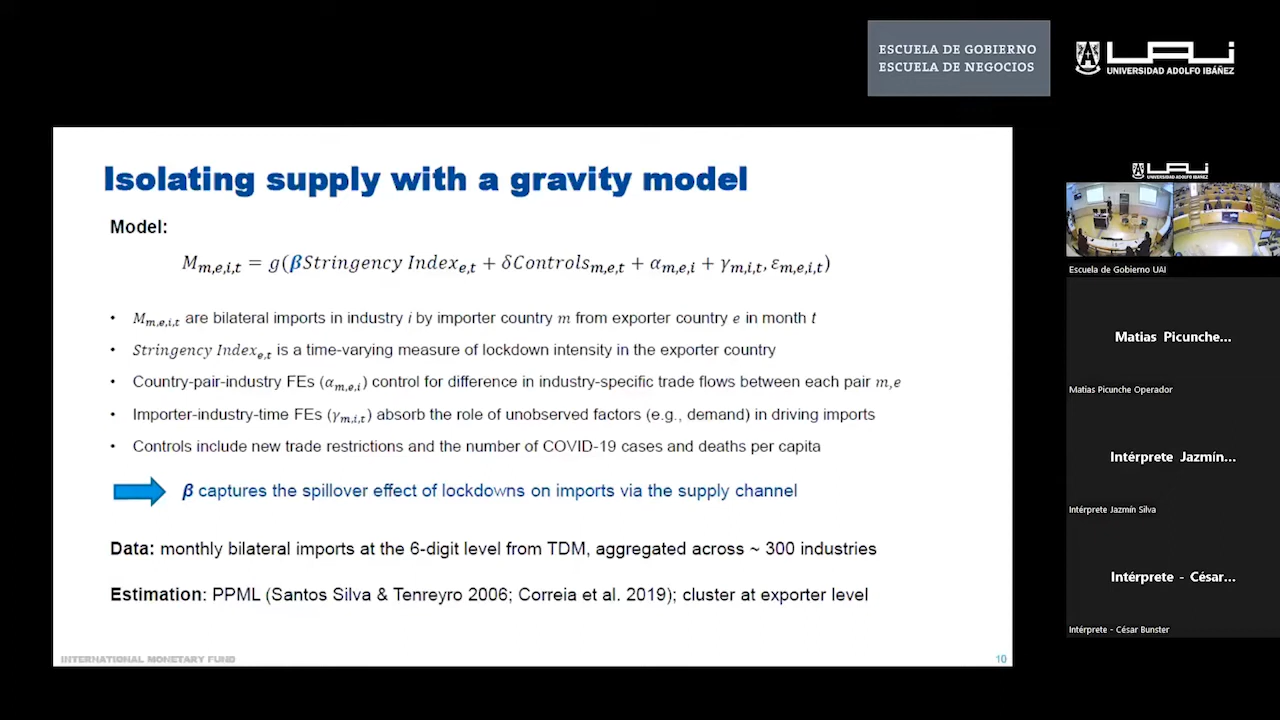 ESCUELA DE GOBIERNO
ESCUELA DE NEGOCIOS
UAI
UNIVERSIDAD ADOLFO IBÁÑEZ
Isolating supply with a gravity model
Model:
M_{m,e,i,t} = g(βStringency Index_{e,t} + δControls_{m,e,t} + α_{m,e,i} + γ_{m,i,t}, ε_{m,e,i,t})
• M_{m,e,i,t} are bilateral imports in industry i by importer country m from exporter country e in month t
• Stringency Index_{e,t} is a time-varying measure of lockdown intensity in the exporter country
• Country-pair-industry FEs (α_{m,e,i}) control for difference in industry-specific trade flows between each pair m,e
• Importer-industry-time FEs (γ_{m,i,t}) absorb the role of unobserved factors (e.g., demand) in driving imports
• Controls include new trade restrictions and the number of COVID-19 cases and deaths per capita
β captures the spillover effect of lockdowns on imports via the supply channel
Data: monthly bilateral imports at the 6-digit level from TDM, aggregated across ~ 300 industries
Estimation: PPML (Santos Silva & Tenreyro 2006; Correia et al. 2019); cluster at exporter level
INTERNATIONAL MONETARY FUND
10
UAI
UNIVERSIDAD ADOLFO IBÁÑEZ
Escuela de Gobierno UAI
Matias Picunche...
Matias Picunche Operador
Intérprete Jazmín...
Intérprete Jazmín Silva
Intérprete - César...
Intérprete - César Bunster